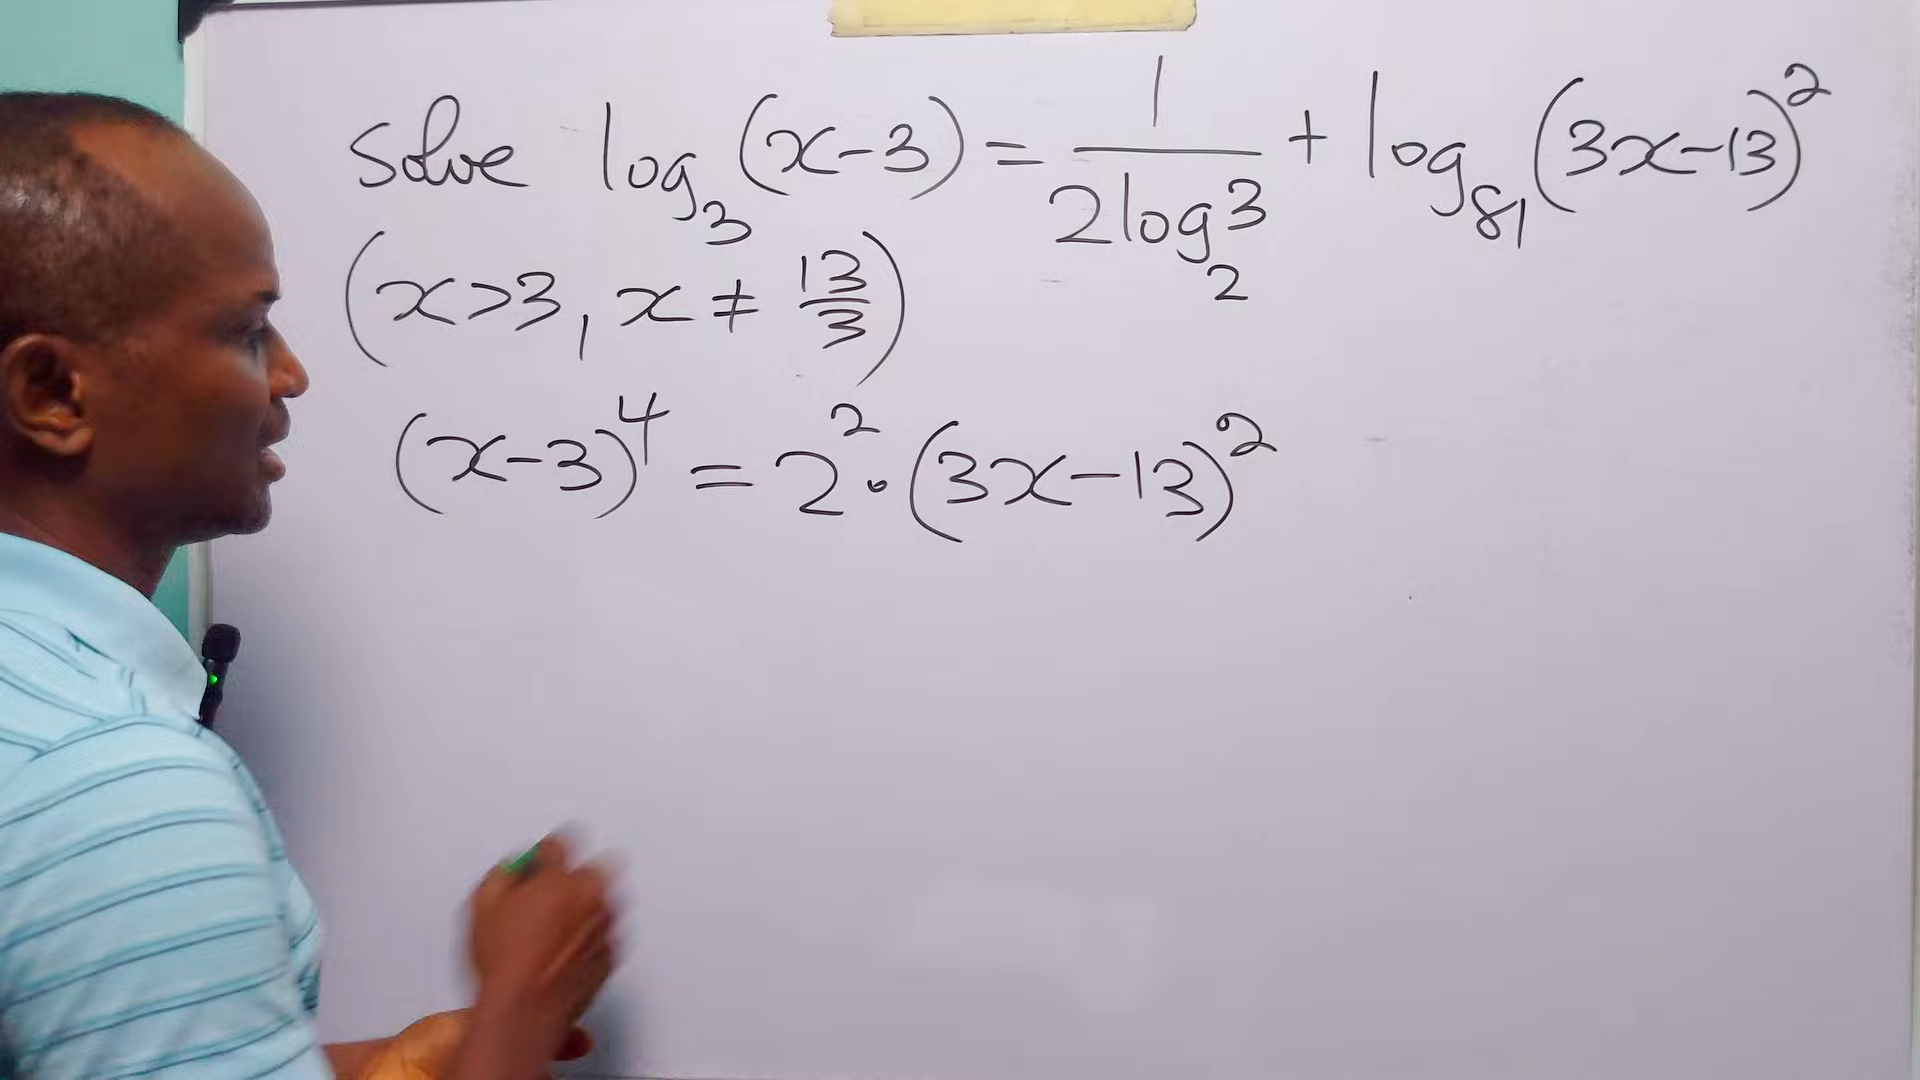 Solve log₃(x-3) = 1/(2log₂3) + log₈₁(3x-13)²
(x>3, x ≠ 13/3)
(x-3)⁴ = 2²·(3x-13)²